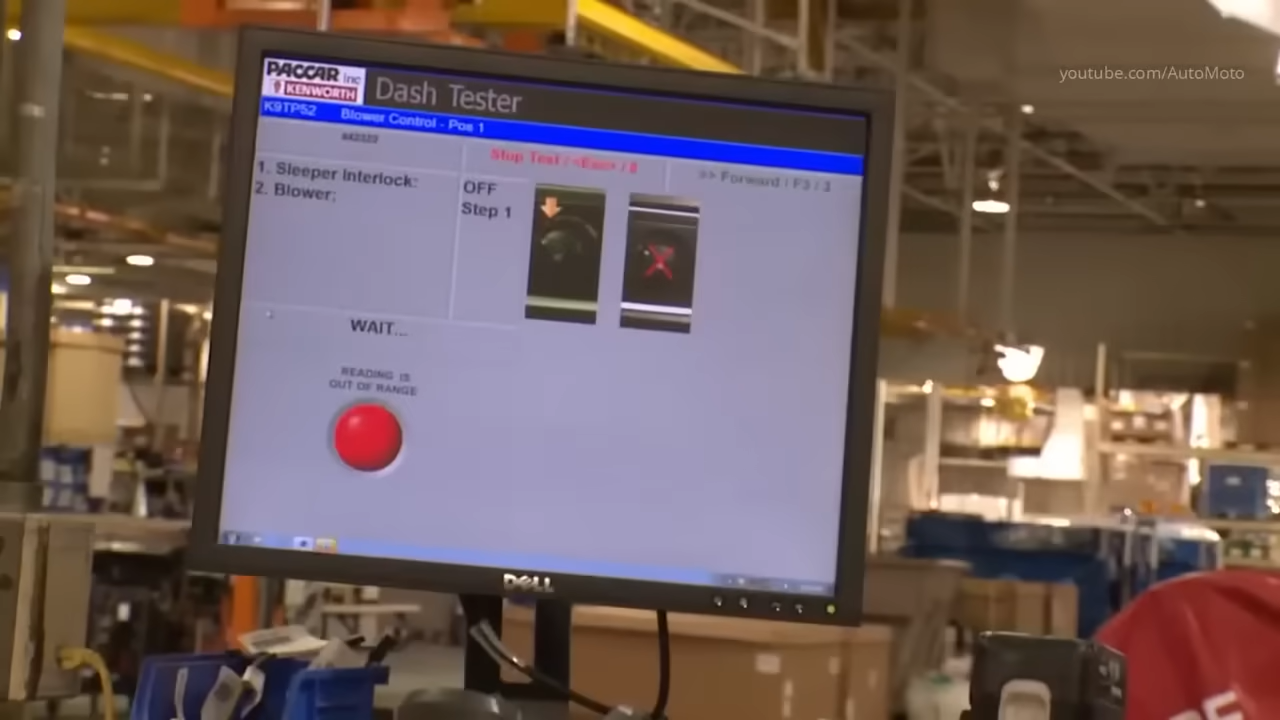 youtube.com/AutoMoto
PACCAR Inc
KENWORTH
Dash Tester
K9TP52 Blower Control - Pos 1
Stop Test / <Esc> /
>> Forward / F3 / 3
1. Sleeper Interlock: OFF
2. Blower: Step 1
WAIT...
READING IS
OUT OF RANGE
DELL